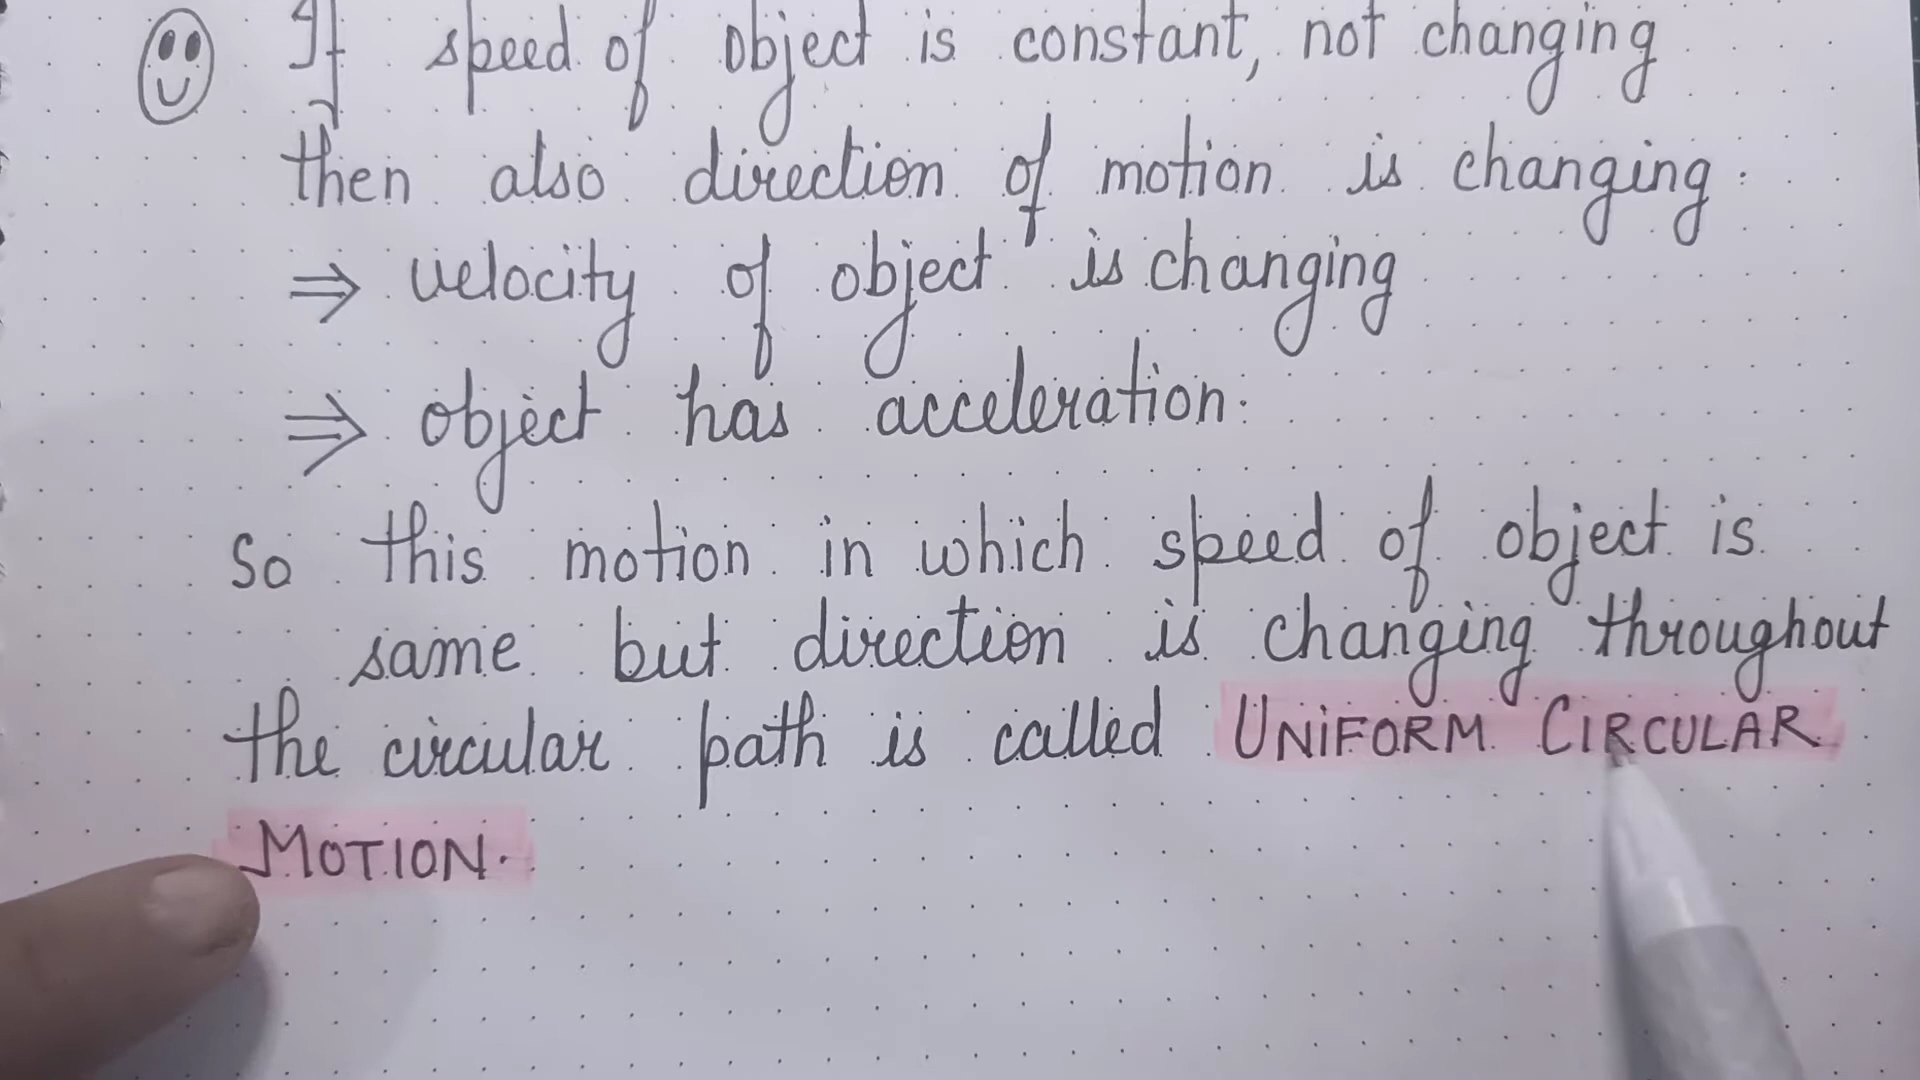 If speed of object is constant, not changing
then also direction of motion is changing.
⇒ velocity of object is changing
⇒ object has acceleration.
So this motion in which speed of object is
same but direction is changing throughout
the circular path is called UNIFORM CIRCULAR
MOTION.